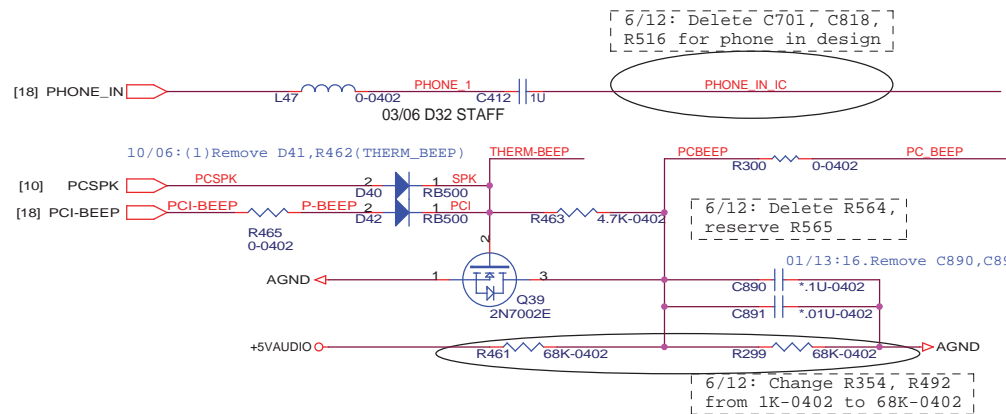 6/12: Delete C701, C818,
R516 for phone in design
[18] PHONE_IN
L47
0-0402
PHONE_1
C412
1U
PHONE_IN_IC
03/06 D32 STAFF
10/06:(1)Remove D41,R462(THERM_BEEP)
THERM-BEEP
PCBEEP
R300
0-0402
PC_BEEP
[10] PCSPK
PCSPK
2
D40
1
SPK
RB500
[18] PCI-BEEP
PCI-BEEP
R465
0-0402
P-BEEP
2
D42
1
PCI
RB500
R463
4.7K-0402
6/12: Delete R564,
reserve R565
2
01/13:16.Remove C890,C89
AGND
1
3
Q39
2N7002E
C890
*.1U-0402
C891
*.01U-0402
+5VAUDIO
R461
68K-0402
R299
68K-0402
AGND
6/12: Change R354, R492
from 1K-0402 to 68K-0402